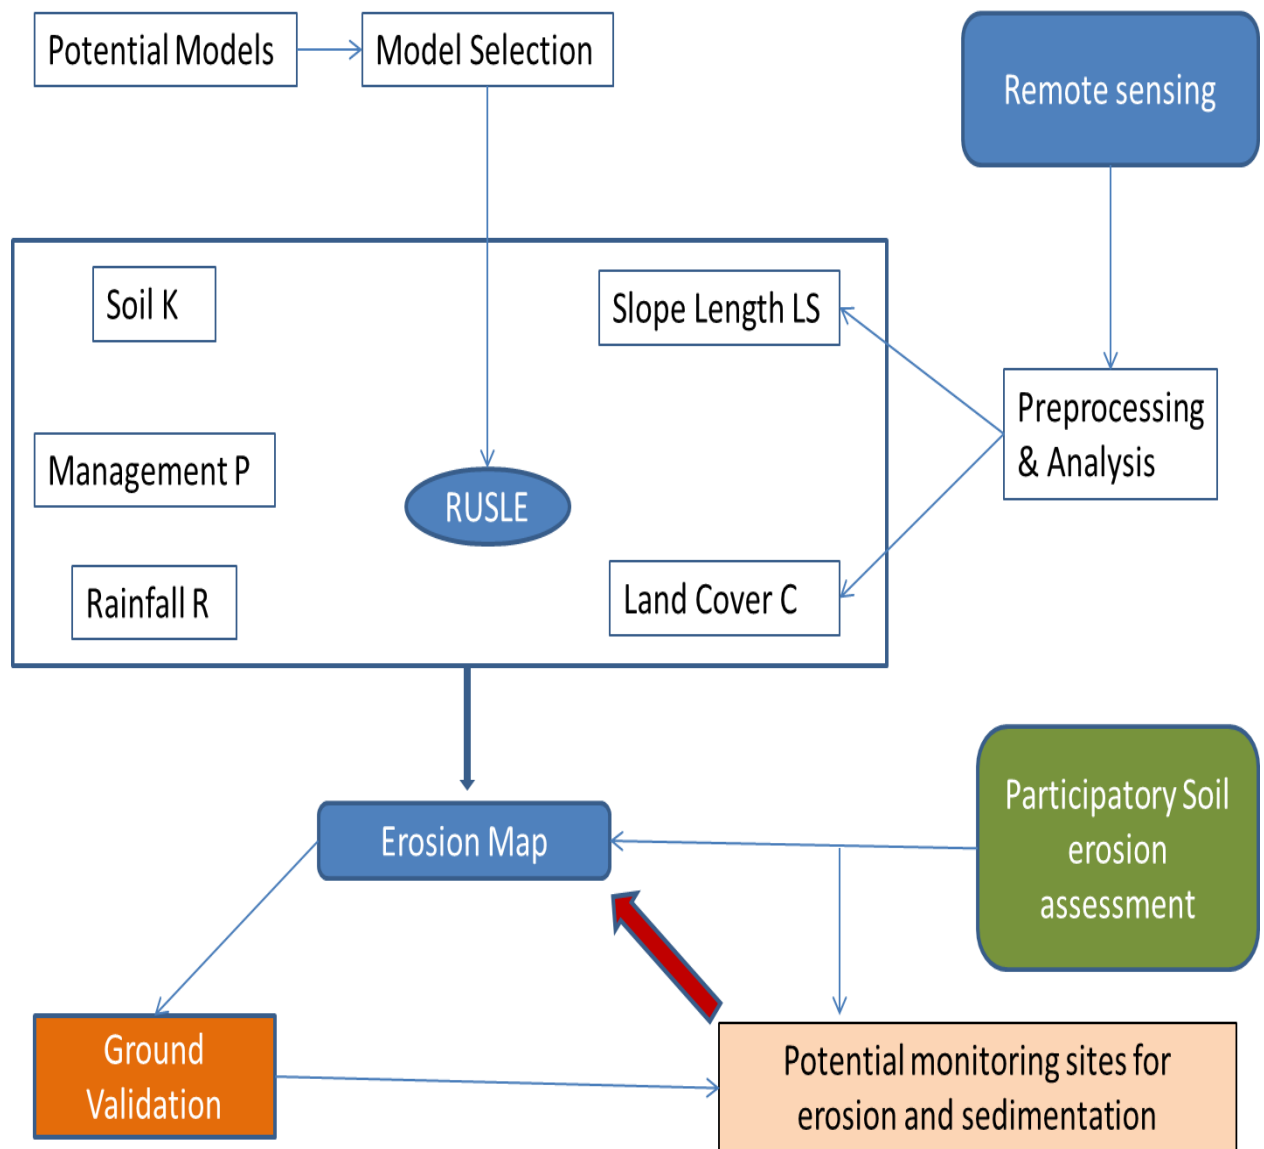 Potential Models
Model Selection
Remote sensing
Soil K
Slope Length LS
Preprocessing
& Analysis
Management P
RUSLE
Rainfall R
Land Cover C
Erosion Map
Participatory Soil
erosion
assessment
Ground
Validation
Potential monitoring sites for
erosion and sedimentation